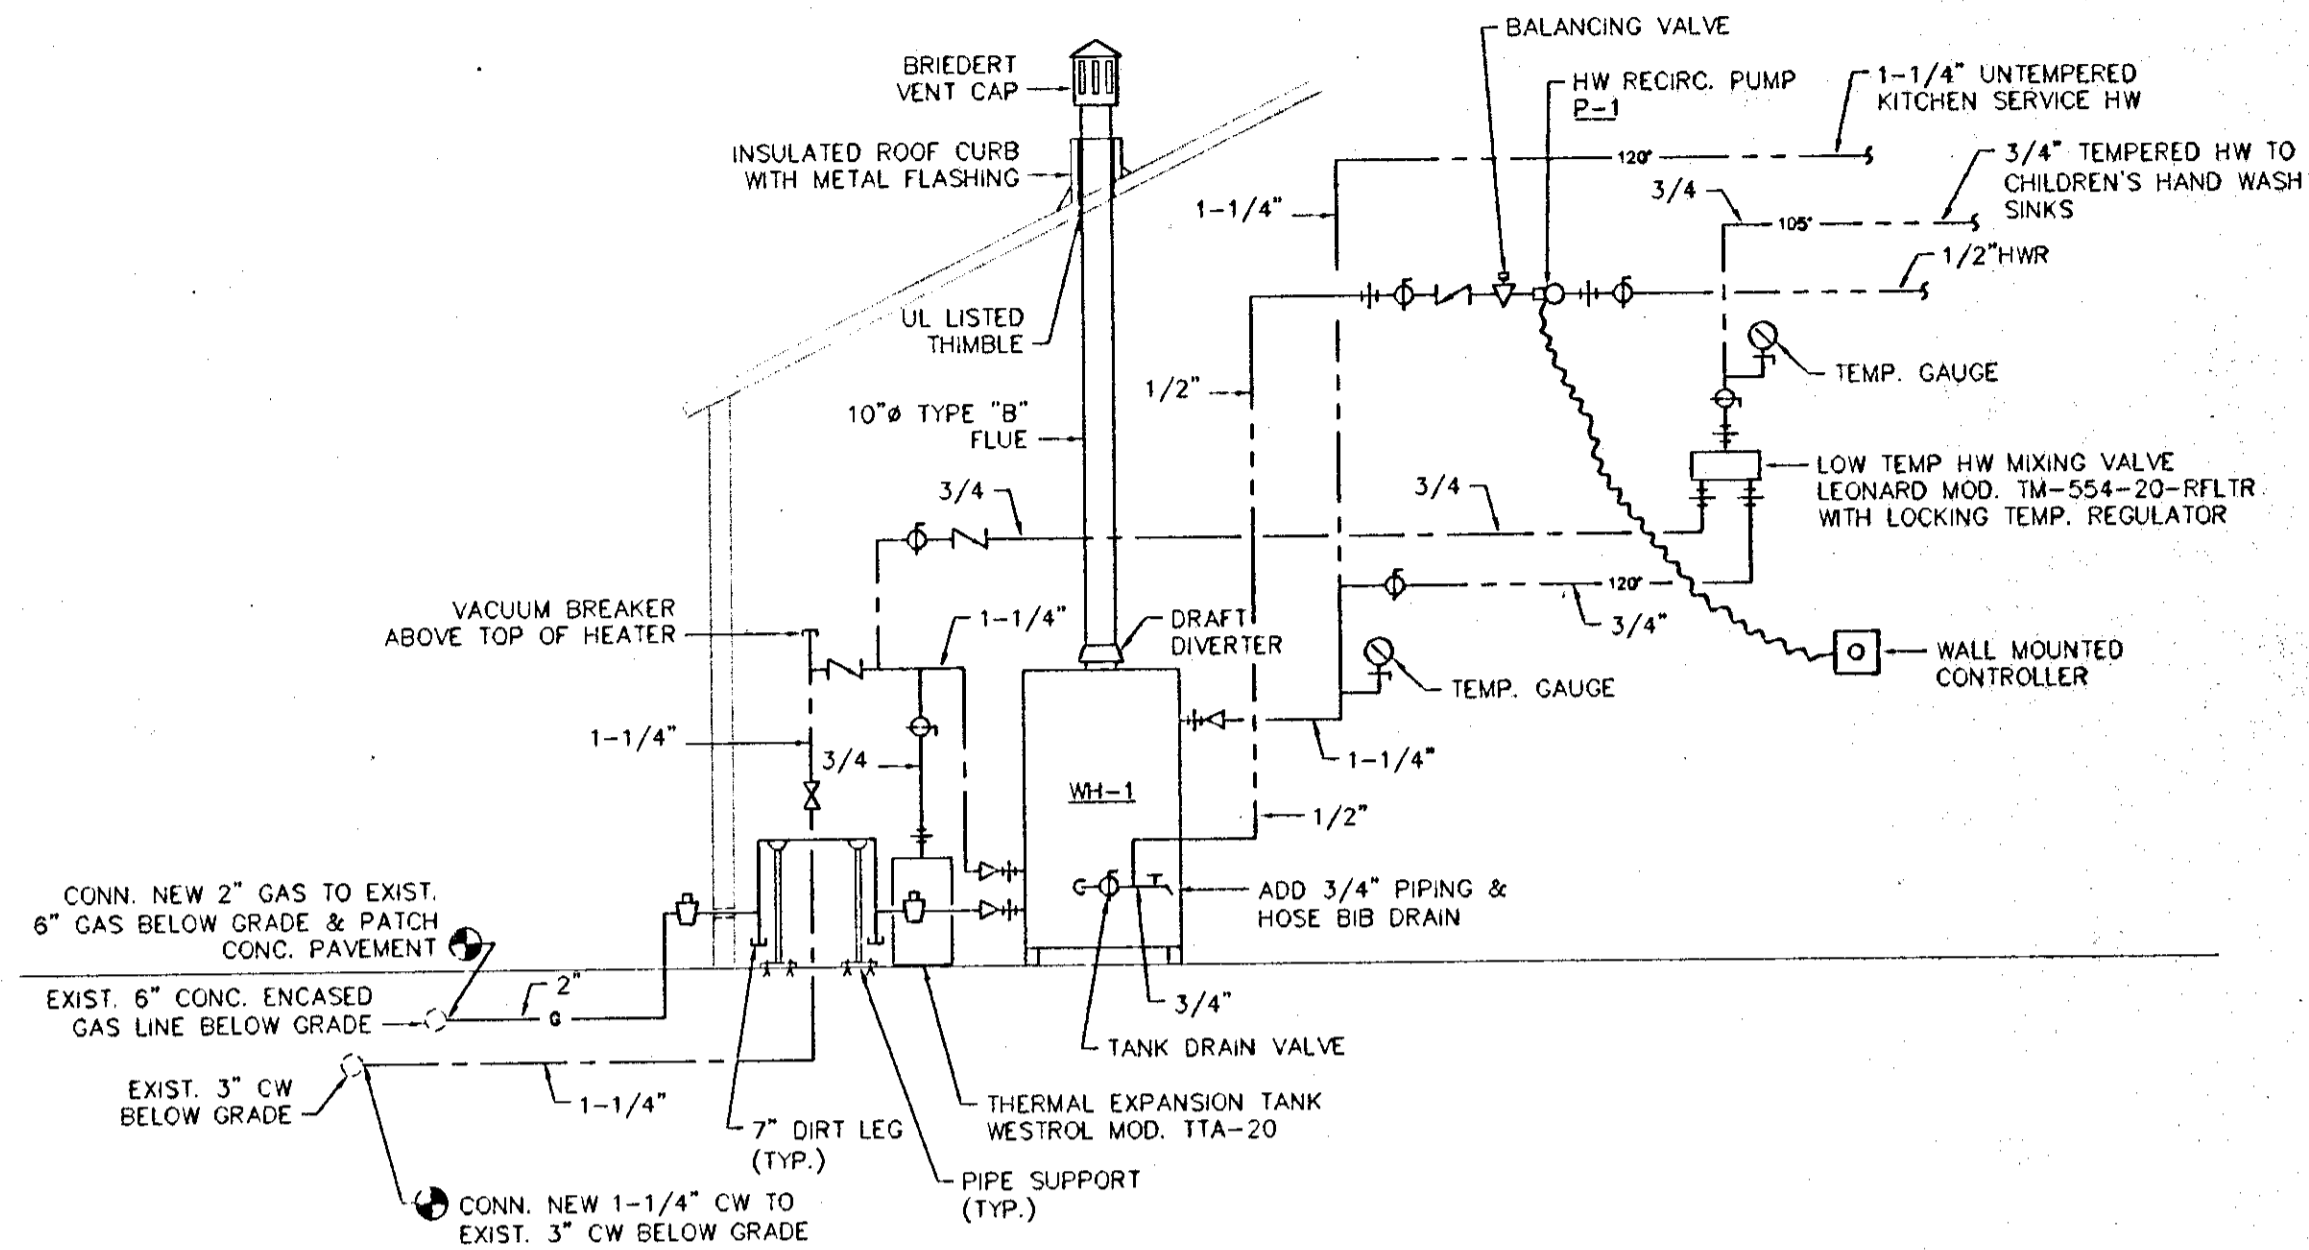 BALANCING VALVE
BRIEDERT
VENT CAP
HW RECIRC. PUMP
P-1
1-1/4" UNTEMPERED
KITCHEN SERVICE HW
INSULATED ROOF CURB
WITH METAL FLASHING
120°
3/4" TEMPERED HW TO
CHILDREN'S HAND WASH
SINKS
3/4
1-1/4"
105°
1/2"HWR
UL LISTED
THIMBLE
TEMP. GAUGE
1/2"
10"ø TYPE "B"
FLUE
LOW TEMP HW MIXING VALVE
LEONARD MOD. TM-554-20-RFLTR
WITH LOCKING TEMP. REGULATOR
3/4
3/4
120°
3/4"
VACUUM BREAKER
ABOVE TOP OF HEATER
1-1/4"
DRAFT
DIVERTER
WALL MOUNTED
CONTROLLER
TEMP. GAUGE
1-1/4"
3/4
1-1/4"
WH-1
1/2"
CONN. NEW 2" GAS TO EXIST.
6" GAS BELOW GRADE & PATCH
CONC. PAVEMENT
ADD 3/4" PIPING &
HOSE BIB DRAIN
EXIST. 6" CONC. ENCASED
GAS LINE BELOW GRADE
2"
G
3/4"
TANK DRAIN VALVE
EXIST. 3" CW
BELOW GRADE
1-1/4"
7" DIRT LEG
(TYP.)
THERMAL EXPANSION TANK
WESTROL MOD. TTA-20
PIPE SUPPORT
(TYP.)
CONN. NEW 1-1/4" CW TO
EXIST. 3" CW BELOW GRADE